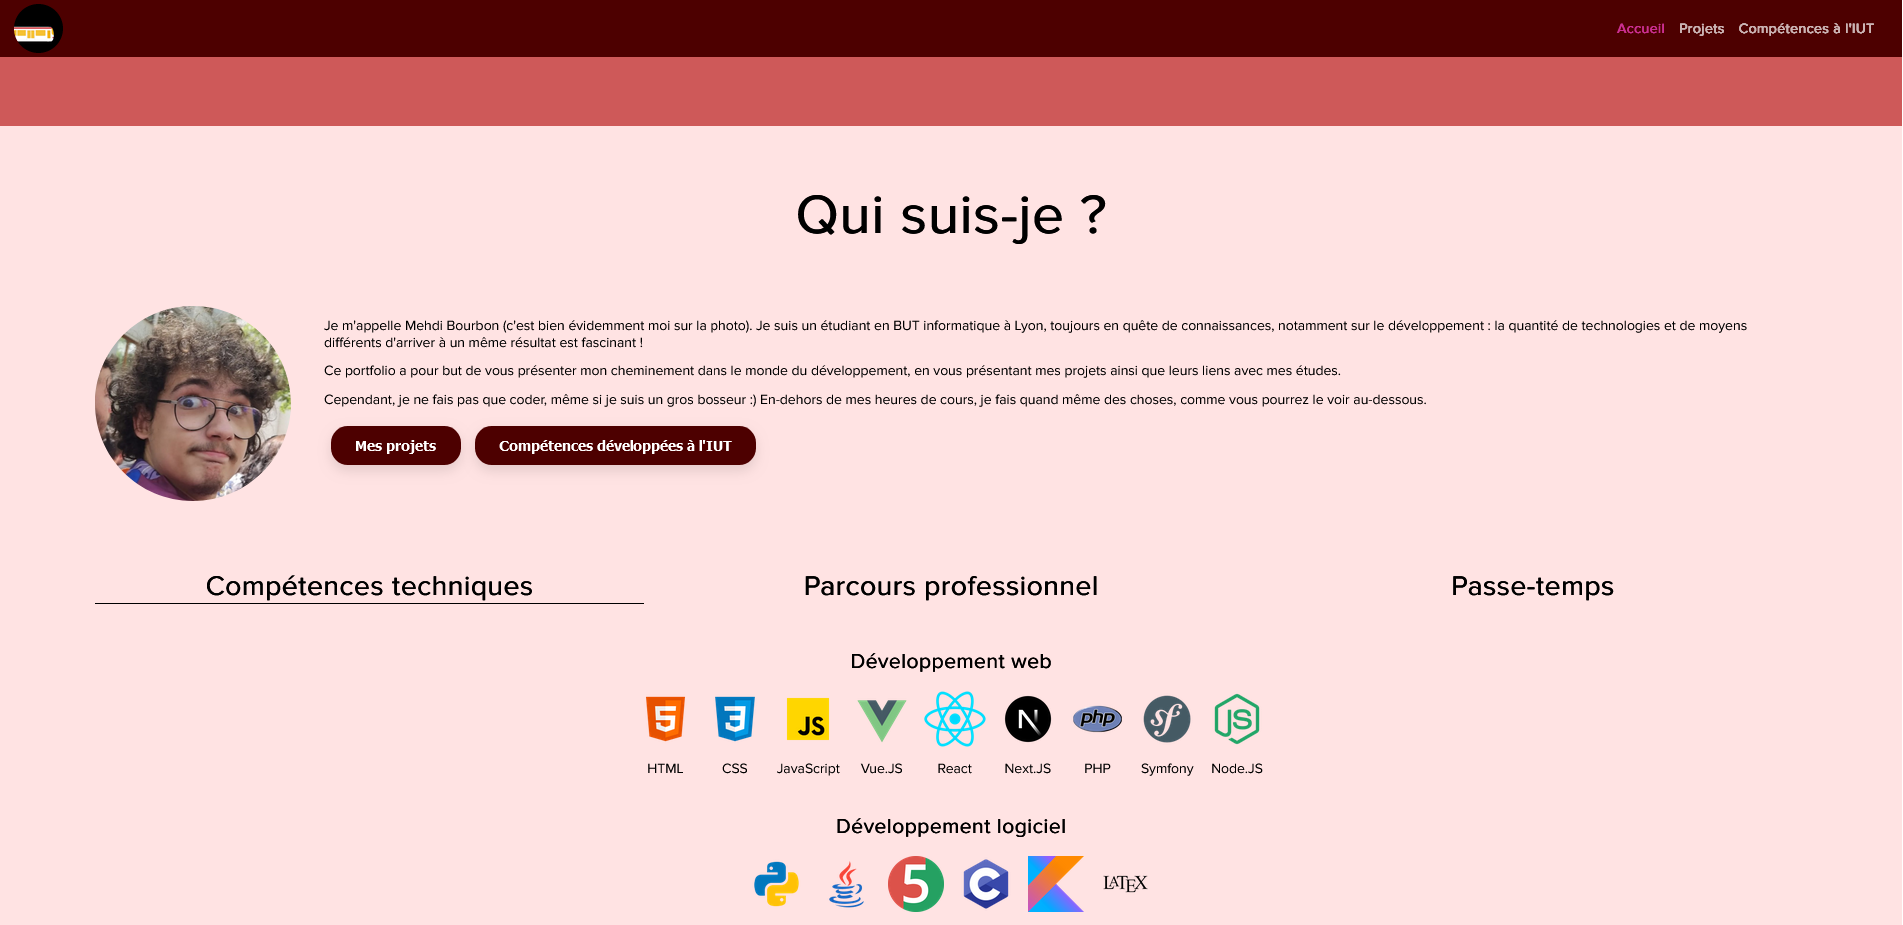 Accueil Projets Compétences à l'IUT
Qui suis-je ?
Je m'appelle Mehdi Bourbon (c'est bien évidemment moi sur la photo). Je suis un étudiant en BUT informatique à Lyon, toujours en quête de connaissances, notamment sur le développement : la quantité de technologies et de moyens
différents d'arriver à un même résultat est fascinant !
Ce portfolio a pour but de vous présenter mon cheminement dans le monde du développement, en vous présentant mes projets ainsi que leurs liens avec mes études.
Cependant, je ne fais pas que coder, même si je suis un gros bosseur :) En-dehors de mes heures de cours, je fais quand même des choses, comme vous pourrez le voir au-dessous.
Mes projets Compétences développées à l'IUT
Compétences techniques Parcours professionnel Passe-temps
Développement web
5 3 JS N php sf JS
HTML CSS JavaScript Vue.JS React Next.JS PHP Symfony Node.JS
Développement logiciel
5 C LATEX